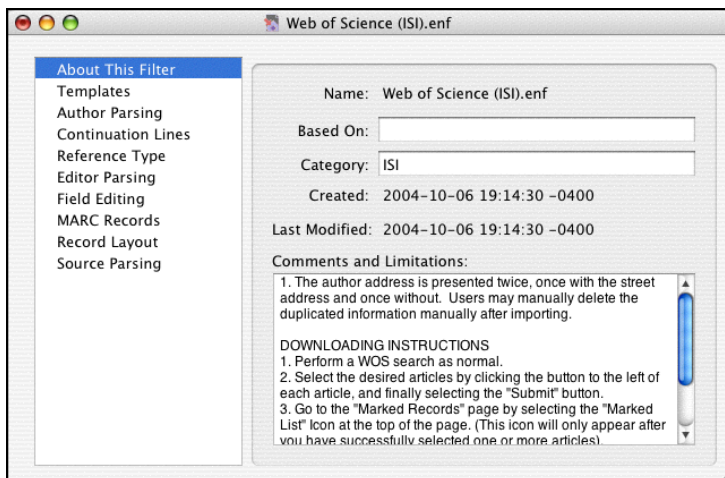 Web of Science (ISI).enf
About This Filter
Templates
Author Parsing
Continuation Lines
Reference Type
Editor Parsing
Field Editing
MARC Records
Record Layout
Source Parsing
Name: Web of Science (ISI).enf
Based On:
Category: ISI
Created: 2004-10-06 19:14:30 -0400
Last Modified: 2004-10-06 19:14:30 -0400
Comments and Limitations:
1. The author address is presented twice, once with the street
address and once without.  Users may manually delete the
duplicated information manually after importing.
DOWNLOADING INSTRUCTIONS
1. Perform a WOS search as normal.
2. Select the desired articles by clicking the button to the left of
each article, and finally selecting the "Submit" button.
3. Go to the "Marked Records" page by selecting the "Marked
List" Icon at the top of the page. (This icon will only appear after
you have successfully selected one or more articles).